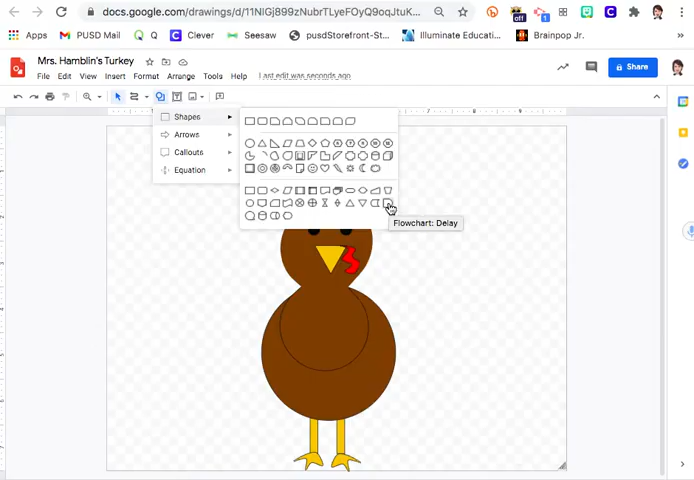 docs.google.com/drawings/d/11NlGj899zNubrTLyeFOyQ9oqJtuK...
Apps PUSD Mail Q Clever Seesaw pusdStorefront-St... Illuminate Educati... Brainpop Jr.
Mrs. Hamblin's Turkey
File Edit View Insert Format Arrange Tools Help Last edit was seconds ago
Share
Shapes
Arrows
Callouts
Equation
Flowchart: Delay